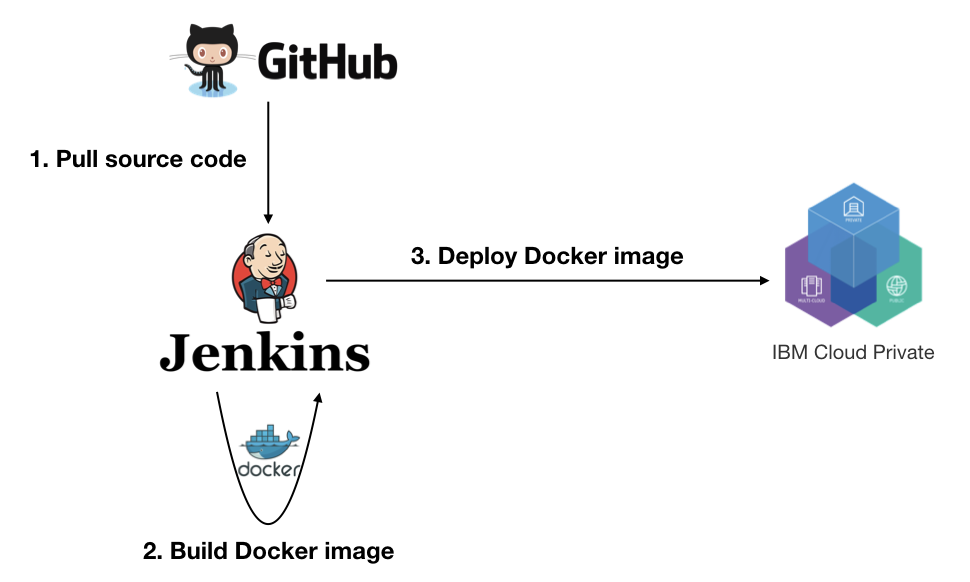 GitHub
1. Pull source code
PRIVATE
3. Deploy Docker image
MULTI-CLOUD
PUBLIC
Jenkins
IBM Cloud Private
docker
2. Build Docker image